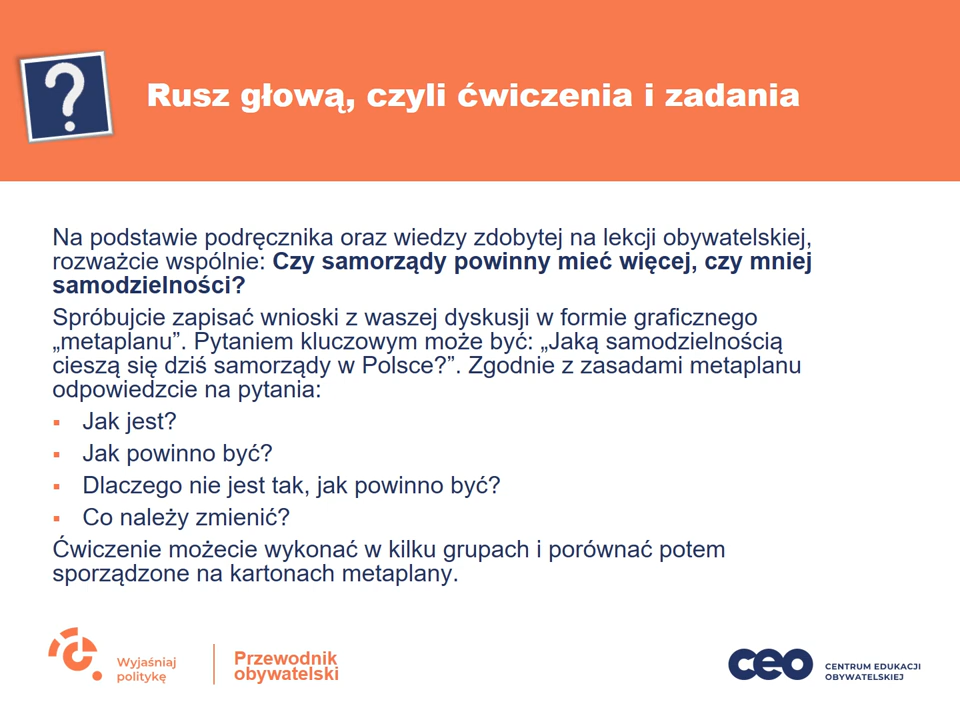 ?
Rusz głową, czyli ćwiczenia i zadania
Na podstawie podręcznika oraz wiedzy zdobytej na lekcji obywatelskiej,
rozważcie wspólnie: Czy samorządy powinny mieć więcej, czy mniej
samodzielności?
Spróbujcie zapisać wnioski z waszej dyskusji w formie graficznego
„metaplanu”. Pytaniem kluczowym może być: „Jaką samodzielnością
cieszą się dziś samorządy w Polsce?”. Zgodnie z zasadami metaplanu
odpowiedzcie na pytania:
▪ Jak jest?
▪ Jak powinno być?
▪ Dlaczego nie jest tak, jak powinno być?
▪ Co należy zmienić?
Ćwiczenie możecie wykonać w kilku grupach i porównać potem
sporządzone na kartonach metaplany.
Wyjaśniaj
politykę
Przewodnik
obywatelski
ceo
CENTRUM EDUKACJI
OBYWATELSKIEJ